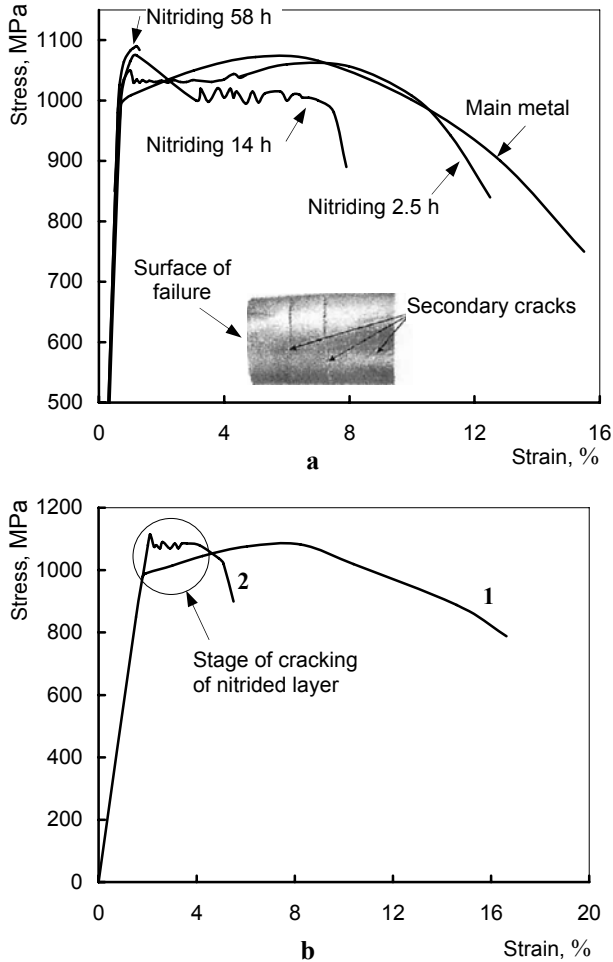 Stress, MPa
1100
1000
900
800
700
600
500
Nitriding 58 h
Nitriding 14 h
Main metal
Nitriding 2.5 h
Surface of
failure
Secondary cracks
0
4
8
12
16
a
Strain, %
Stress, MPa
1200
1000
800
600
400
200
0
2
1
Stage of cracking
of nitrided layer
0
4
8
12
16
20
b
Strain, %